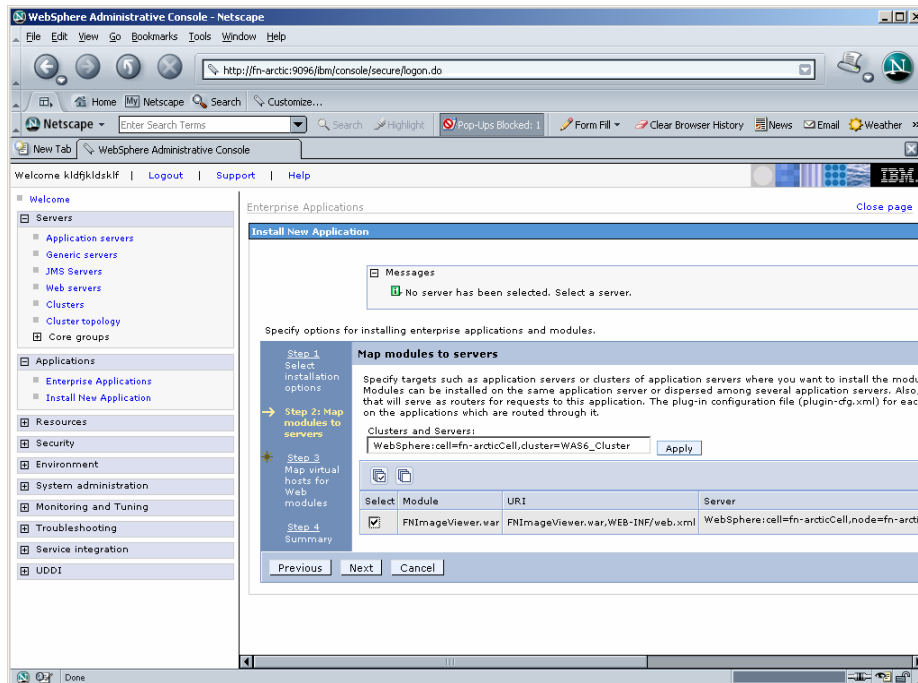 WebSphere Administrative Console - Netscape
File Edit View Go Bookmarks Tools Window Help
http://fn-arctic:9096/ibm/console/secure/logon.do
Home My Netscape Search Customize...
Netscape Enter Search Terms Search Highlight Pop-Ups Blocked: 1 Form Fill Clear Browser History News Email Weather
New Tab WebSphere Administrative Console
Welcome kldfjkldsklf | Logout | Support | Help IBM.
Welcome
Servers
Application servers
Generic servers
JMS Servers
Web servers
Clusters
Cluster topology
Core groups
Applications
Enterprise Applications
Install New Application
Resources
Security
Environment
System administration
Monitoring and Tuning
Troubleshooting
Service integration
UDDI
Enterprise Applications Close page
Install New Application
Messages
No server has been selected. Select a server.
Specify options for installing enterprise applications and modules.
Step 1
Select
installation
options
Step 2: Map
modules to
servers
Step 3
Map virtual
hosts for
Web
modules
Step 4
Summary
Map modules to servers
Specify targets such as application servers or clusters of application servers where you want to install the modu
Modules can be installed on the same application server or dispersed among several application servers. Also,
that will serve as routers for requests to this application. The plug-in configuration file (plugin-cfg.xml) for eac
on the applications which are routed through it.
Clusters and Servers:
WebSphere:cell=fn-arcticCell,cluster=WAS6_Cluster Apply
Select Module URI Server
FNImageViewer.war FNImageViewer.war,WEB-INF/web.xml WebSphere:cell=fn-arcticCell,node=fn-arcti
Previous Next Cancel
Done